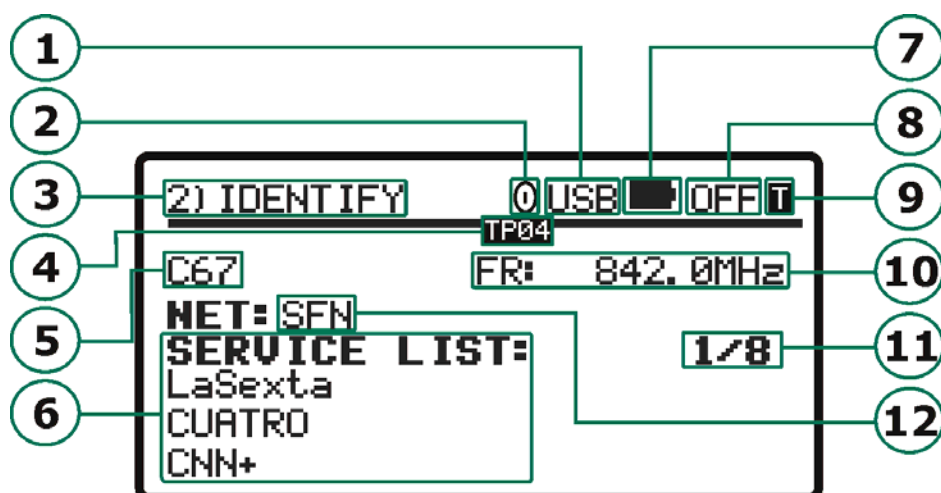 1
7
2
8
3
2) IDENTIFY
USB
OFF
T
9
TP04
4
C67
FR: 842.0MHz
10
NET: SFN
5
SERVICE LIST:
1/8
11
LaSexta
6
CUATRO
12
CNN+